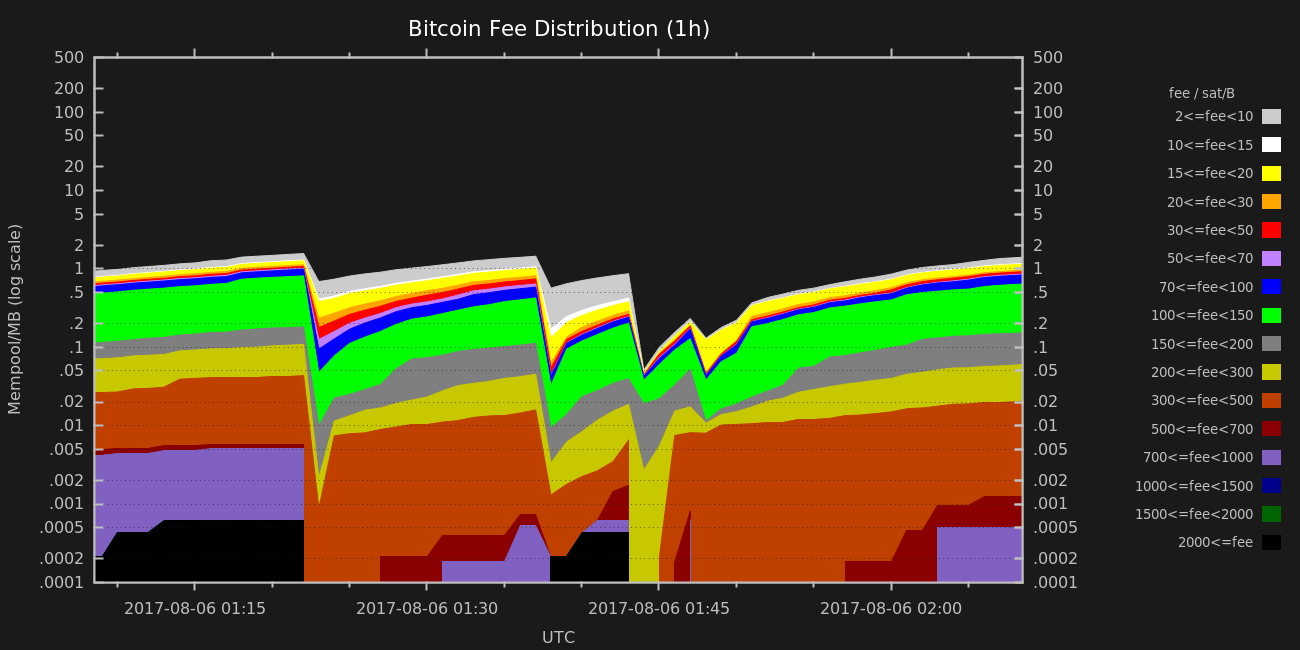 Bitcoin Fee Distribution (1h)
500 500
200 200
100 100
50 50
20 20
10 10
5 5
2 2
1 1
.5 .5
.2 .2
.1 .1
.05 .05
.02 .02
.01 .01
.005 .005
.002 .002
.001 .001
.0005 .0005
.0002 .0002
.0001 .0001
Mempool/MB (log scale)
2017-08-06 01:15 2017-08-06 01:30 2017-08-06 01:45 2017-08-06 02:00
UTC
fee / sat/B
2<=fee<10
10<=fee<15
15<=fee<20
20<=fee<30
30<=fee<50
50<=fee<70
70<=fee<100
100<=fee<150
150<=fee<200
200<=fee<300
300<=fee<500
500<=fee<700
700<=fee<1000
1000<=fee<1500
1500<=fee<2000
2000<=fee